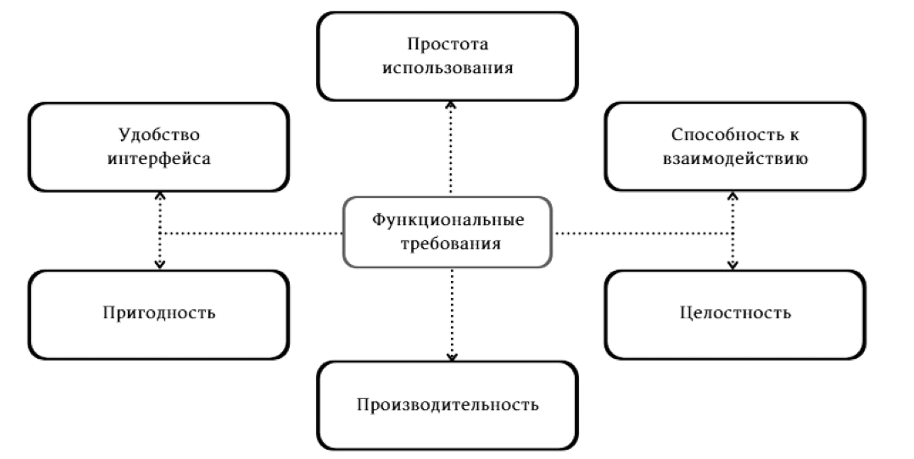 Простота
использования
Удобство
интерфейса
Способность к
взаимодействию
Функциональные
требования
Пригодность
Целостность
Производительность